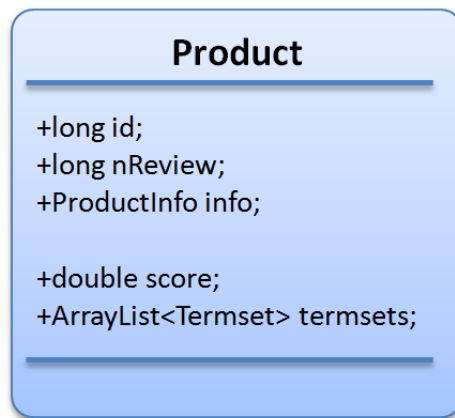 Product
+long id;
+long nReview;
+ProductInfo info;
+double score;
+ArrayList<Termset> termsets;